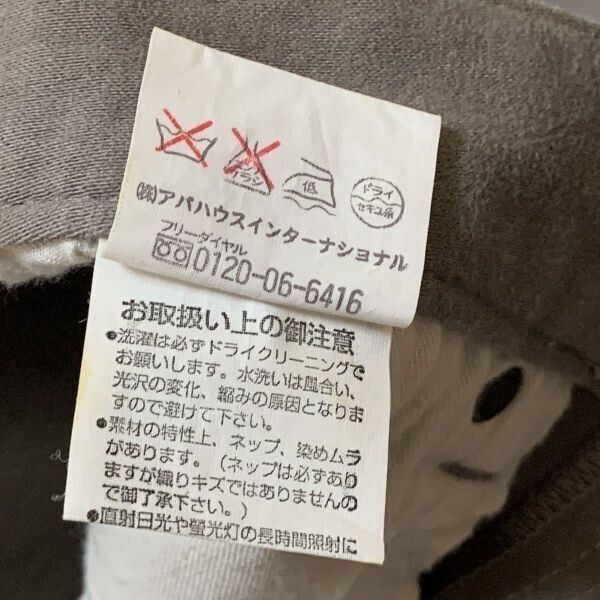 エンソ
サラシ
低
ドライ
セキユ系
㈱アバハウスインターナショナル
フリーダイヤル
0120-06-6416
お取扱い上の御注意
●洗濯は必ずドライクリーニングで
お願いします。水洗いは風合い、
光沢の変化、縮みの原因となりま
すので避けて下さい。
●素材の特性上、ネップ、染めムラ
があります。（ネップは必ずあり
ますが織りキズではありませんの
で御了承下さい。）
●直射日光や螢光灯の長時間照射に